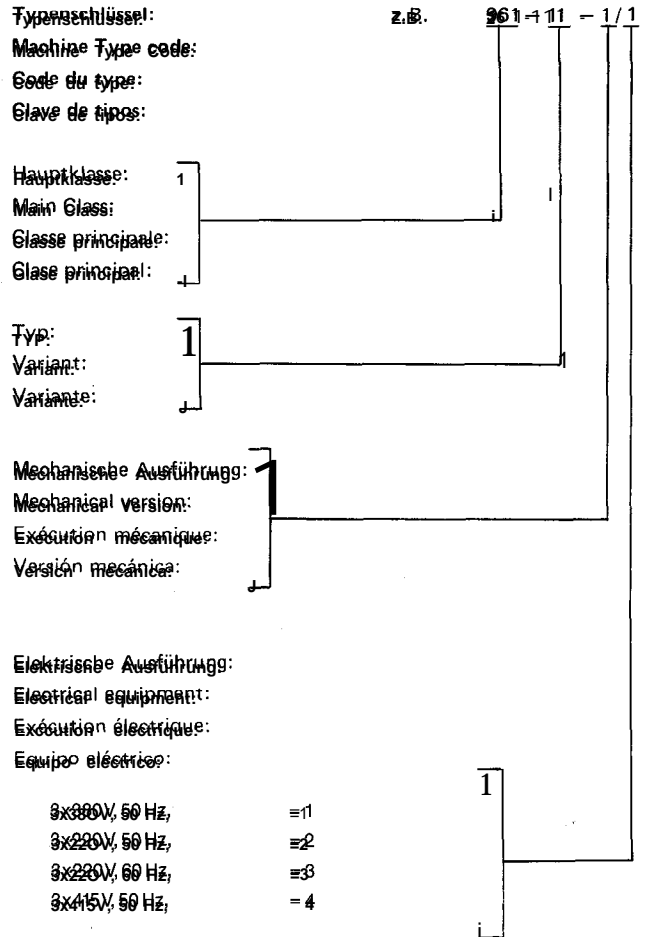 Typenschlüssel: z.B. 961-11 - 1/1
Machine Type code:
Code du type:
Clave de tipos:
Hauptklasse:
Main Class:
Classe principale:
Clase principal:
Typ:
Variant:
Variante:
Mechanische Ausführung:
Mechanical version:
Exécution mécanique:
Versión mecánica:
Elektrische Ausführung:
Electrical equipment:
Exécution électrique:
Equipo eléctrico:
3x380V, 50 Hz, =1
3x220V, 50 Hz, =2
3x220V, 60 Hz, =3
3x415V, 50 Hz, =4